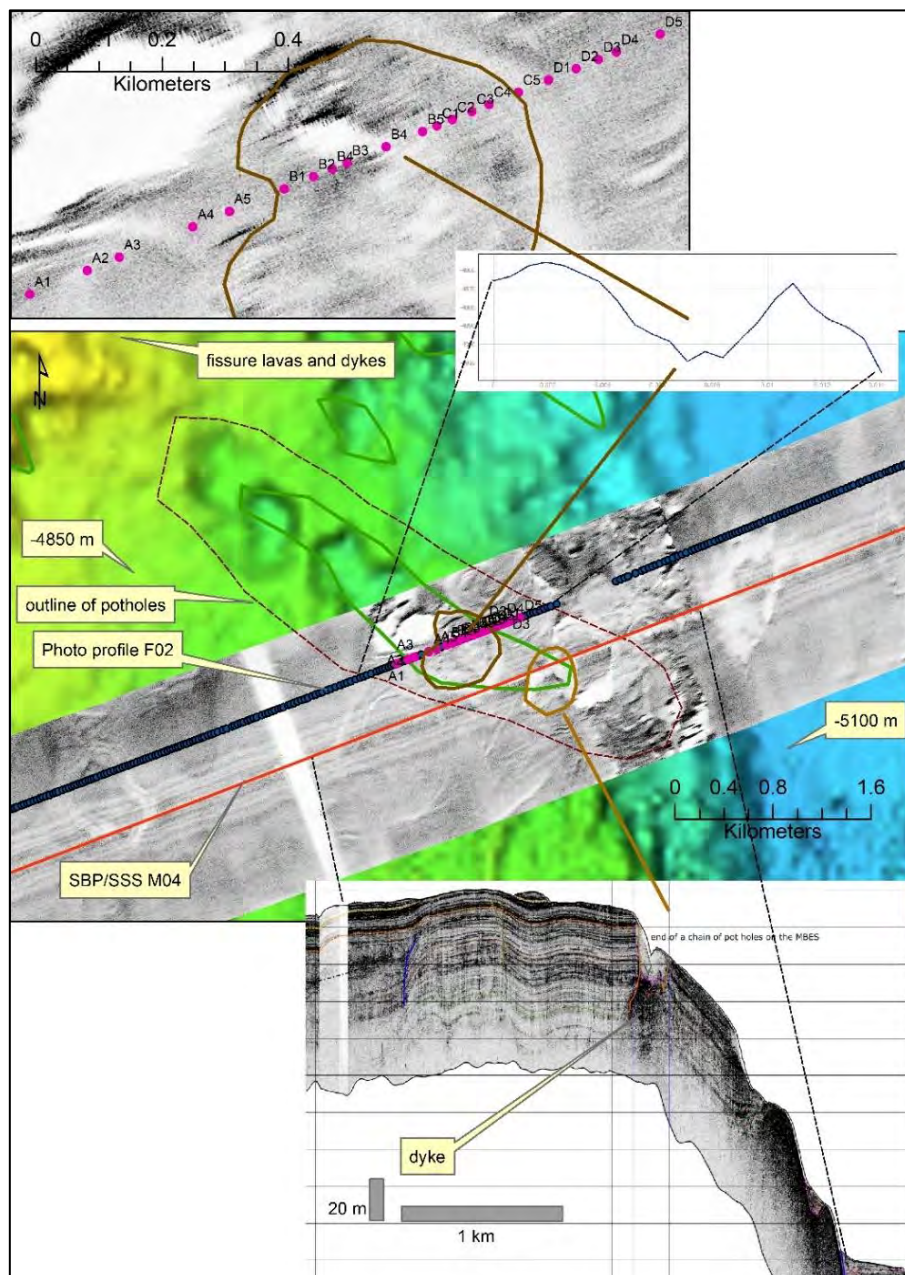 0 0.2 0.4
Kilometers
D5
D4
D3
D2
D1
C5
C4
C3
C2
C1
B5
B4
B3
B4
B2
B1
A5
A4
A3
A2
A1
fissure lavas and dykes
N
-4850 m
outline of potholes
Photo profile F02
A3
A1
D3
-5100 m
0 0.4 0.8 1.6
Kilometers
SBP/SSS M04
end of a chain of pot holes on the MBES
dyke
20 m
1 km